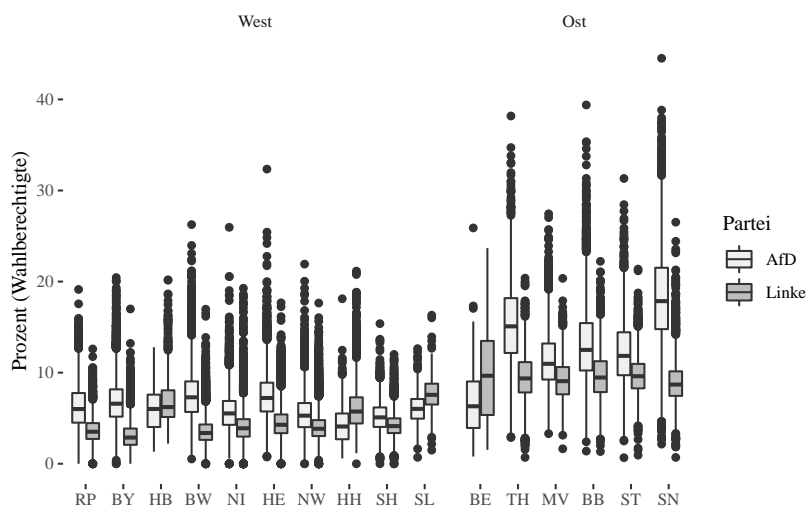 West Ost
Prozent (Wahlberechtigte)
40
30
20
10
0
Partei
AfD
Linke
RP BY HB BW NI HE NW HH SH SL BE TH MV BB ST SN